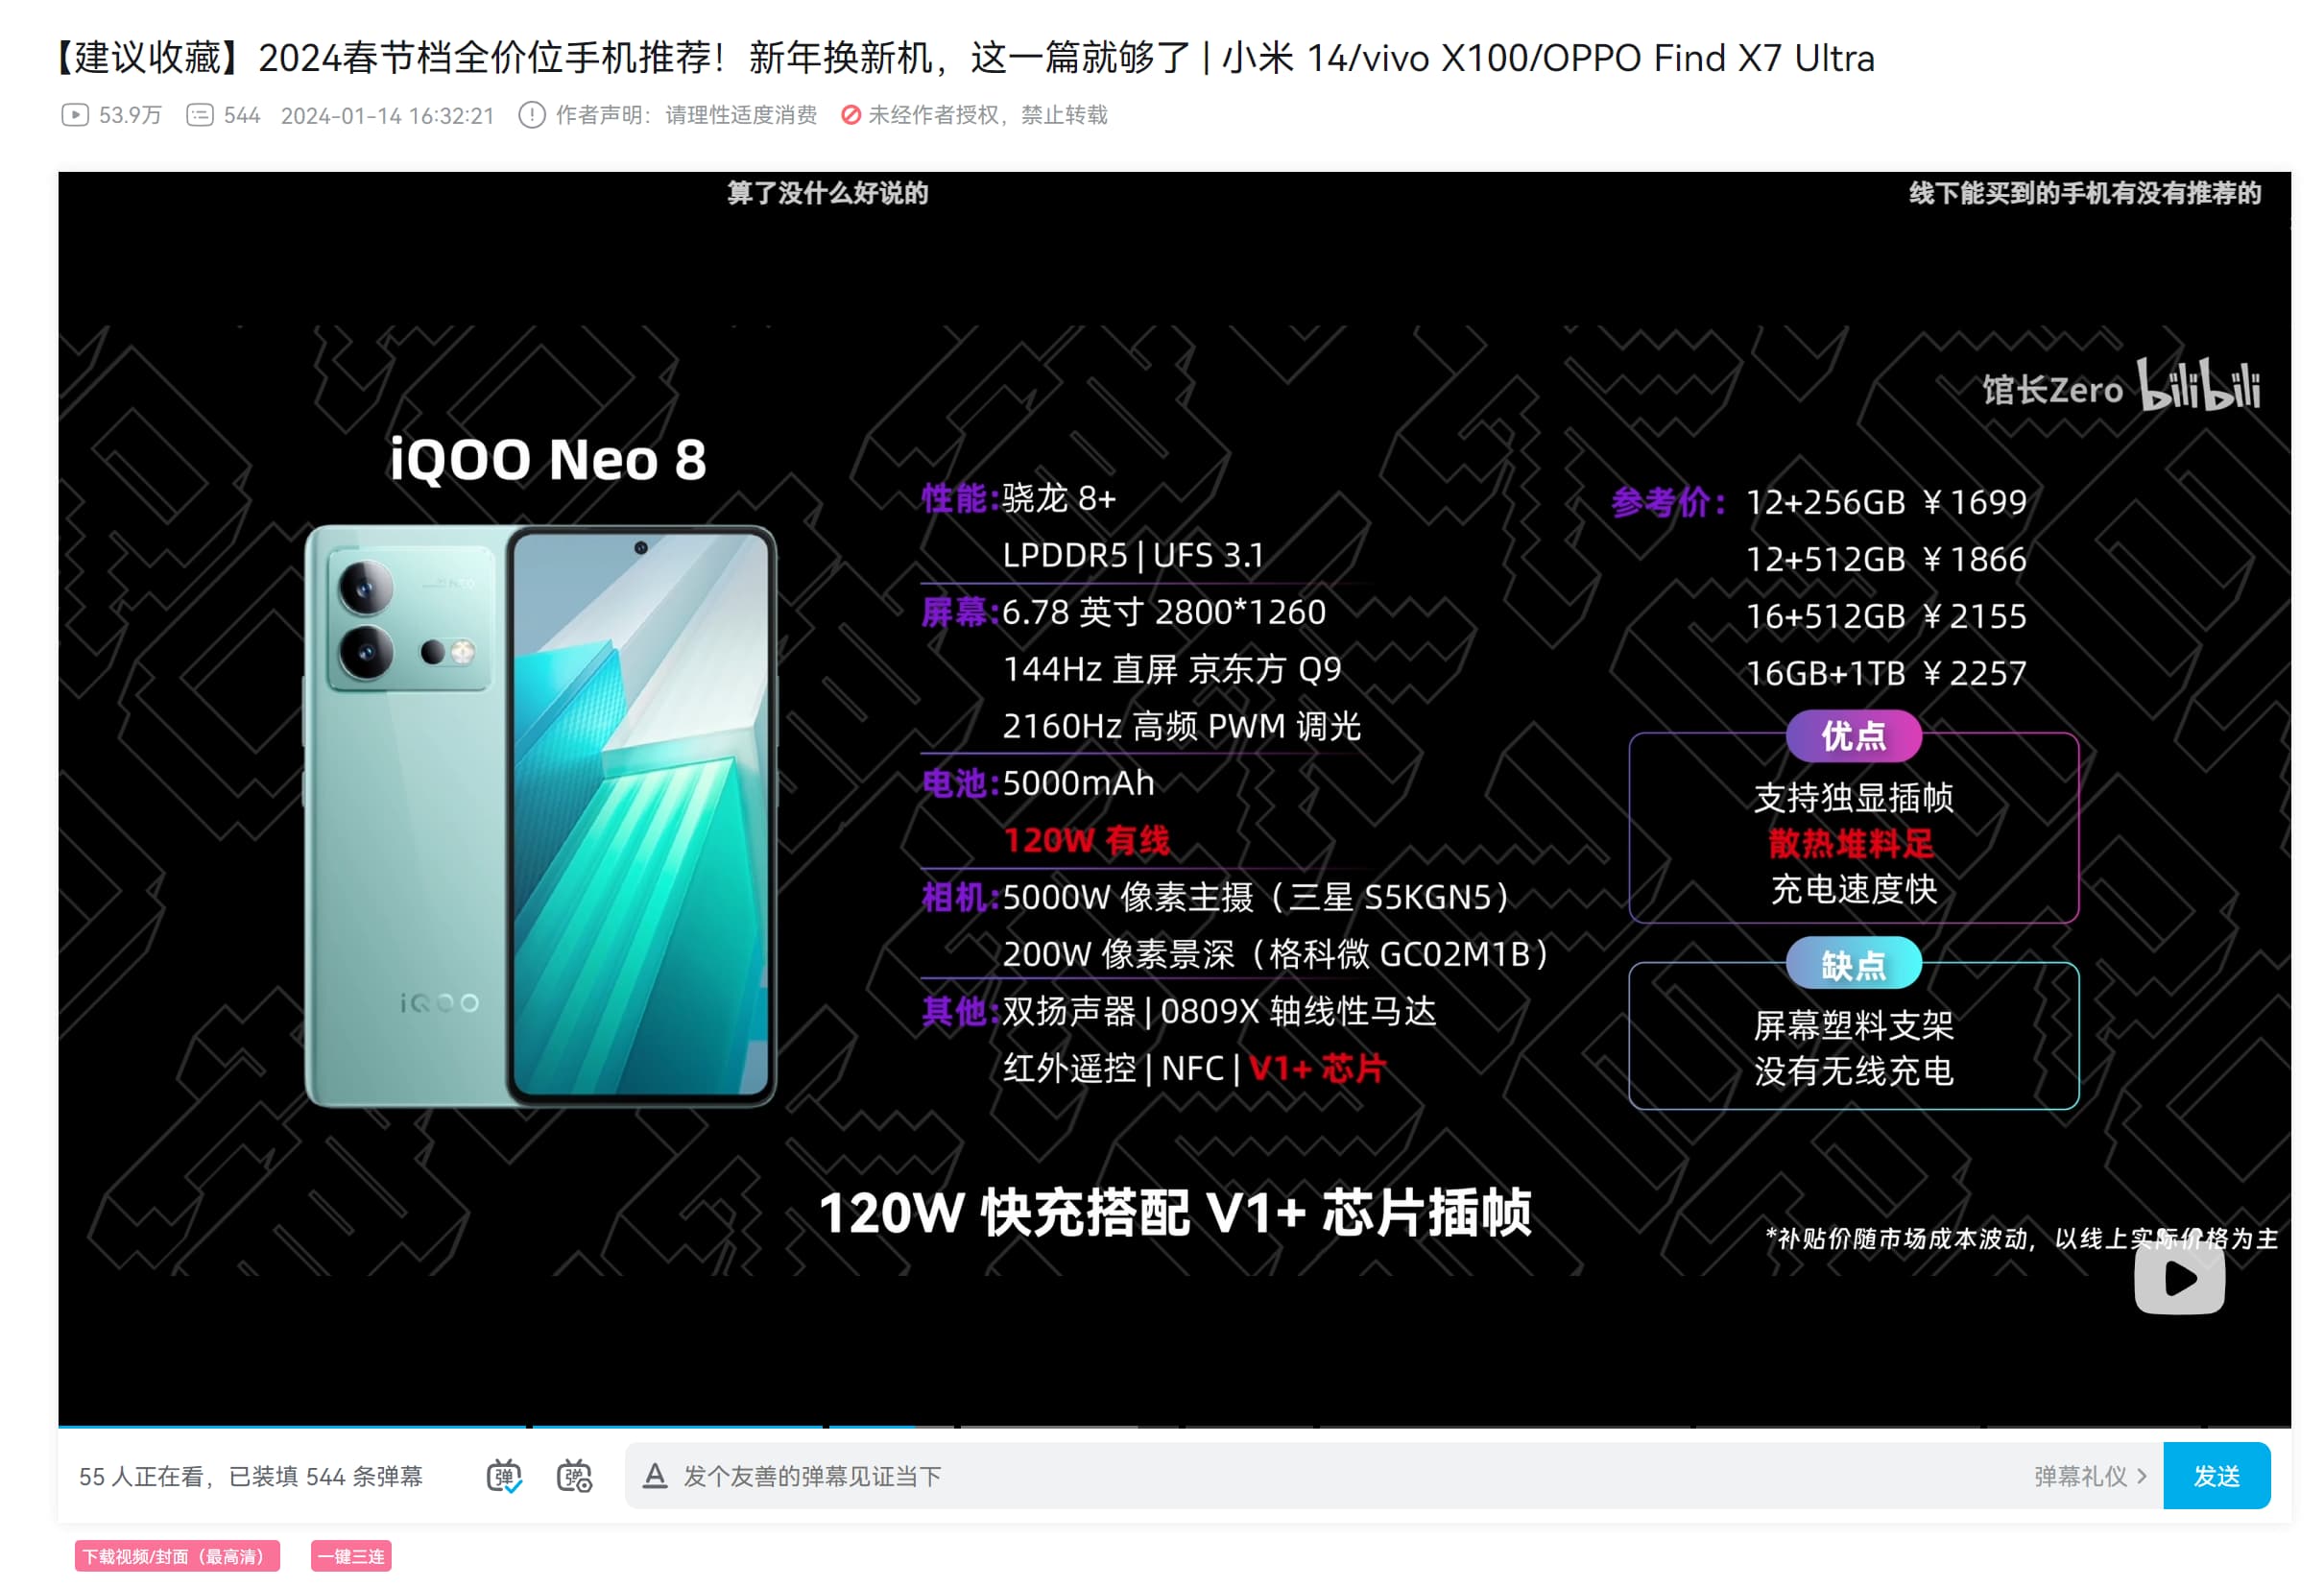 【建议收藏】2024春节档全价位手机推荐！新年换新机，这一篇就够了 | 小米 14/vivo X100/OPPO Find X7 Ultra
53.9万 544 2024-01-14 16:32:21 作者声明：请理性适度消费 未经作者授权，禁止转载
算了没什么好说的 线下能买到的手机有没有推荐的
馆长Zero bilibili
iQOO Neo 8
性能:骁龙 8+
LPDDR5 | UFS 3.1
屏幕:6.78 英寸 2800*1260
144Hz 直屏 京东方 Q9
2160Hz 高频 PWM 调光
电池:5000mAh
120W 有线
相机:5000W 像素主摄（三星 S5KGN5）
200W 像素景深（格科微 GC02M1B）
其他:双扬声器 | 0809X 轴线性马达
红外遥控 | NFC | V1+ 芯片
参考价： 12+256GB ￥1699
12+512GB ￥1866
16+512GB ￥2155
16GB+1TB ￥2257
优点
支持独显插帧
散热堆料足
充电速度快
缺点
屏幕塑料支架
没有无线充电
iQOO
120W 快充搭配 V1+ 芯片插帧
*补贴价随市场成本波动，以线上实际价格为主
55 人正在看，已装填 544 条弹幕 弹 弹 A 发个友善的弹幕见证当下 弹幕礼仪 > 发送
下载视频/封面（最高清） 一键三连